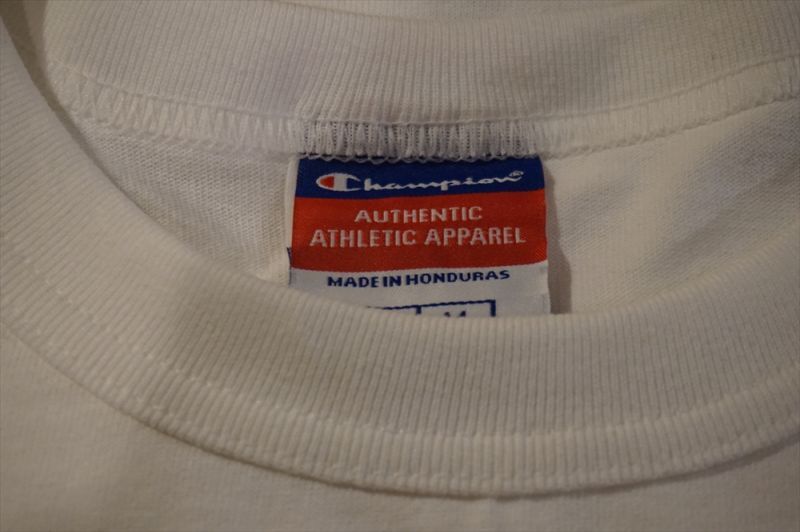 Champion®
AUTHENTIC
ATHLETIC APPAREL
MADE IN HONDURAS